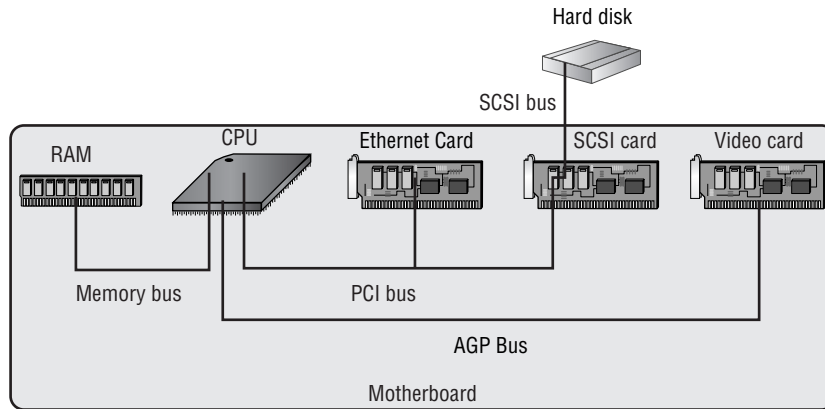 Hard disk
SCSI bus
RAM
CPU
Ethernet Card
SCSI card
Video card
Memory bus
PCI bus
AGP Bus
Motherboard